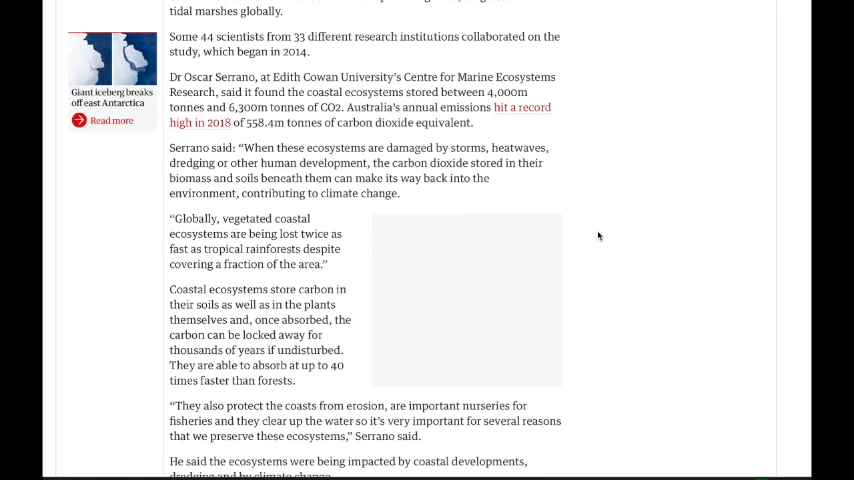 tidal marshes globally.
Some 44 scientists from 33 different research institutions collaborated on the
study, which began in 2014.
Giant iceberg breaks
off east Antarctica
Read more
Dr Oscar Serrano, at Edith Cowan University’s Centre for Marine Ecosystems
Research, said it found the coastal ecosystems stored between 4,000m
tonnes and 6,300m tonnes of CO2. Australia’s annual emissions hit a record
high in 2018 of 558.4m tonnes of carbon dioxide equivalent.
Serrano said: “When these ecosystems are damaged by storms, heatwaves,
dredging or other human development, the carbon dioxide stored in their
biomass and soils beneath them can make its way back into the
environment, contributing to climate change.
“Globally, vegetated coastal
ecosystems are being lost twice as
fast as tropical rainforests despite
covering a fraction of the area.”
Coastal ecosystems store carbon in
their soils as well as in the plants
themselves and, once absorbed, the
carbon can be locked away for
thousands of years if undisturbed.
They are able to absorb at up to 40
times faster than forests.
“They also protect the coasts from erosion, are important nurseries for
fisheries and they clear up the water so it’s very important for several reasons
that we preserve these ecosystems,” Serrano said.
He said the ecosystems were being impacted by coastal developments,
dredging and by climate change.